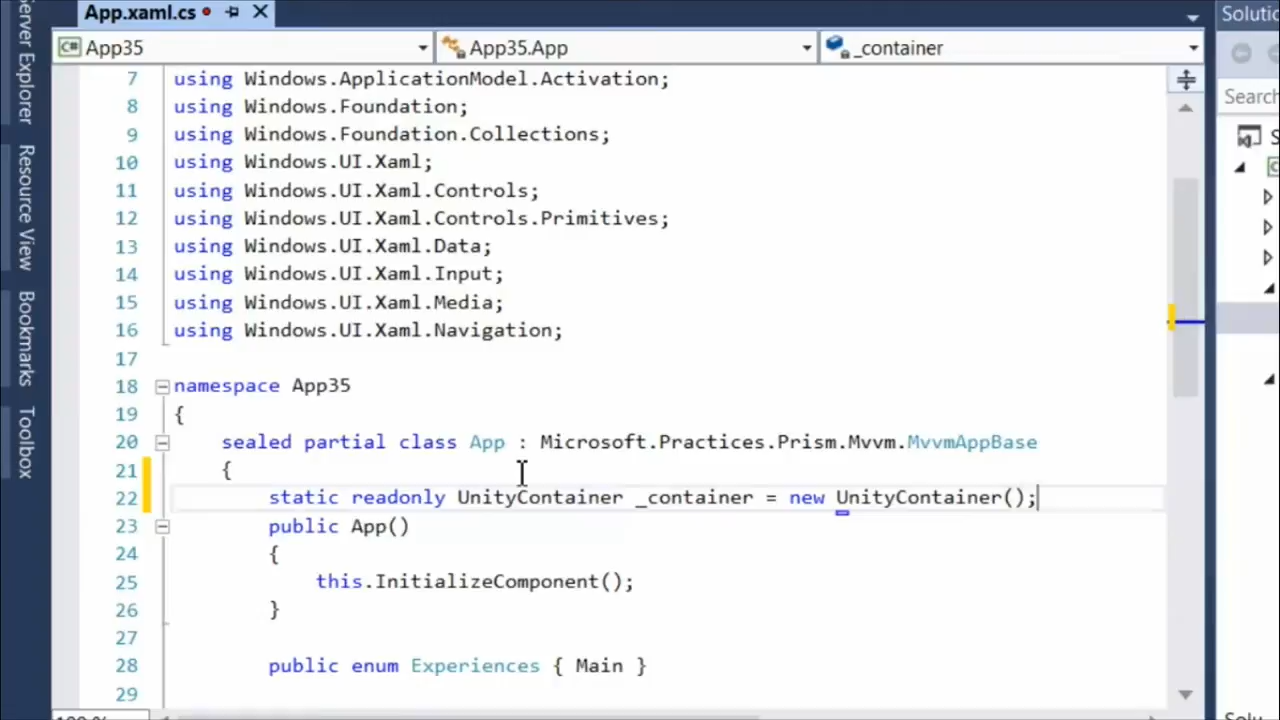 App.xaml.cs
Solutio
App35
App35.App
_container
Server Explorer
Resource View
Bookmarks
Toolbox
Search
7 using Windows.ApplicationModel.Activation;
8 using Windows.Foundation;
9 using Windows.Foundation.Collections;
10 using Windows.UI.Xaml;
11 using Windows.UI.Xaml.Controls;
12 using Windows.UI.Xaml.Controls.Primitives;
13 using Windows.UI.Xaml.Data;
14 using Windows.UI.Xaml.Input;
15 using Windows.UI.Xaml.Media;
16 using Windows.UI.Xaml.Navigation;
17
18 namespace App35
19 {
20 sealed partial class App : Microsoft.Practices.Prism.Mvvm.MvvmAppBase
21 {
22 static readonly UnityContainer _container = new UnityContainer();
23 public App()
24 {
25 this.InitializeComponent();
26 }
27
28 public enum Experiences { Main }
29